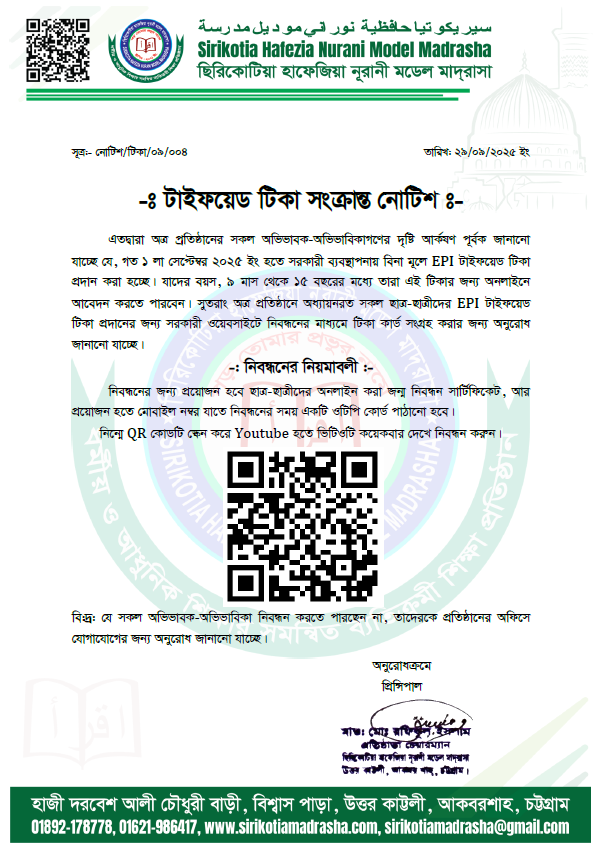 سيريكوتيا حافظية نوراني موديل مدرسة
Sirikotia Hafezia Nurani Model Madrasha
ছিরিকোটিয়া হাফেজিয়া নূরানী মডেল মাদ্‌রাসা
সূত্র:- নোটিশ/টিকা/০৯/০০৪
তারিখ: ২৯/০৯/২০২৫ ইং
-ঃ টাইফয়েড টিকা সংক্রান্ত নোটিশ ঃ-
এতদ্বারা অত্র প্রতিষ্ঠানের সকল অভিভাবক-অভিভাবিকাগণের দৃষ্টি আর্কষণ পূর্বক জানানো
যাচ্ছে যে, গত ১ লা সেপ্টেম্বর ২০২৫ ইং হতে সরকারী ব্যবস্থাপনায় বিনা মূলে EPI টাইফয়েড টিকা
প্রদান করা হচ্ছে। যাদের বয়স, ৯ মাস থেকে ১৫ বছরের মধ্যে তারা এই টিকার জন্য অনলাইনে
আবেদন করতে পারবেন। সুতরাং অত্র প্রতিষ্ঠানে অধ্যায়নরত সকল ছাত্র-ছাত্রীদের EPI টাইফয়েড
টিকা প্রদানের জন্য সরকারী ওয়েবসাইটে নিবন্ধনের মাধ্যমে টিকা কার্ড সংগ্রহ করার জন্য অনুরোধ
জানানো যাচ্ছে।
-: নিবন্ধনের নিয়মাবলী :-
নিবন্ধনের জন্য প্রয়োজন হবে ছাত্র-ছাত্রীদের অনলাইন করা জন্ম নিবন্ধন সার্টিফিকেট, আর
প্রয়োজন হতে মোবাইল নম্বর যাতে নিবন্ধনের সময় একটি ওটিপি কোর্ড পাঠানো হবে।
নিম্মে QR কোডটি স্কেন করে Youtube হতে ভিটিওটি কয়েকবার দেখে নিবন্ধন করুন।
বিঃদ্র: যে সকল অভিভাবক-অভিভাবিকা নিবন্ধন করতে পারছেন না, তাদেরকে প্রতিষ্ঠানের অফিসে
যোগাযোগের জন্য অনুরোধ জানানো যাচ্ছে।
অনুরোধক্রমে
প্রিন্সিপাল
প্রতিষ্ঠাতা চেয়ারম্যান
ছিরিকোটিয়া হাফেজিয়া নূরানী মডেল মাদ্‌রাসা
উত্তর কাট্টলী, আকবর শাহ্, চট্টগ্রাম।
হাজী দরবেশ আলী চৌধুরী বাড়ী, বিশ্বাস পাড়া, উত্তর কাট্টলী, আকবরশাহ, চট্টগ্রাম
01892-178778, 01621-986417, www.sirikotiamadrasha.com, sirikotiamadrasha@gmail.com